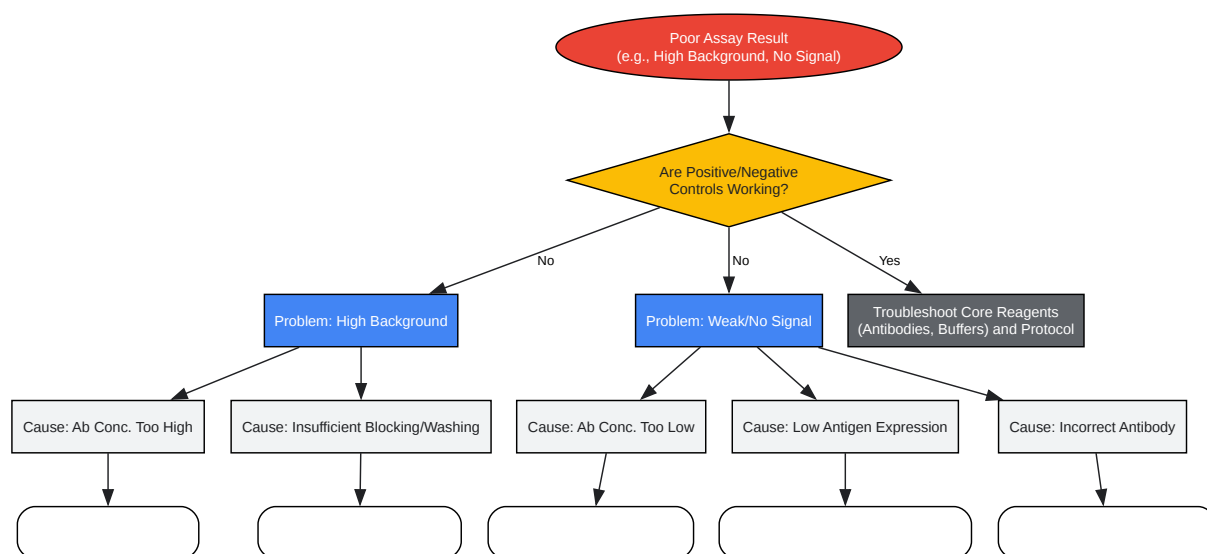 Poor Assay Result
(e.g., High Background, No Signal)
Are Positive/Negative
Controls Working?
No
No
Yes
Problem: High Background
Problem: Weak/No Signal
Troubleshoot Core Reagents
(Antibodies, Buffers) and Protocol
Cause: Ab Conc. Too High
Cause: Insufficient Blocking/Washing
Cause: Ab Conc. Too Low
Cause: Low Antigen Expression
Cause: Incorrect Antibody